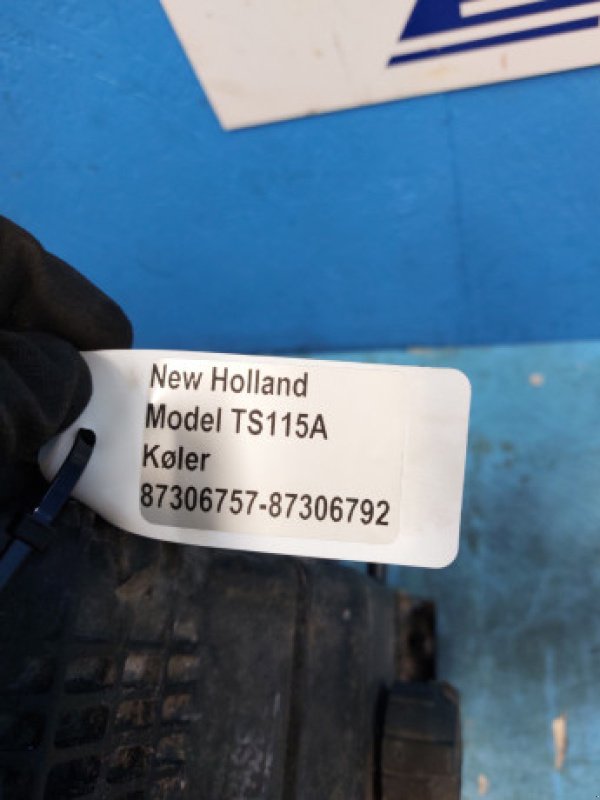 New Holland
Model TS115A
Køler
87306757-87306792